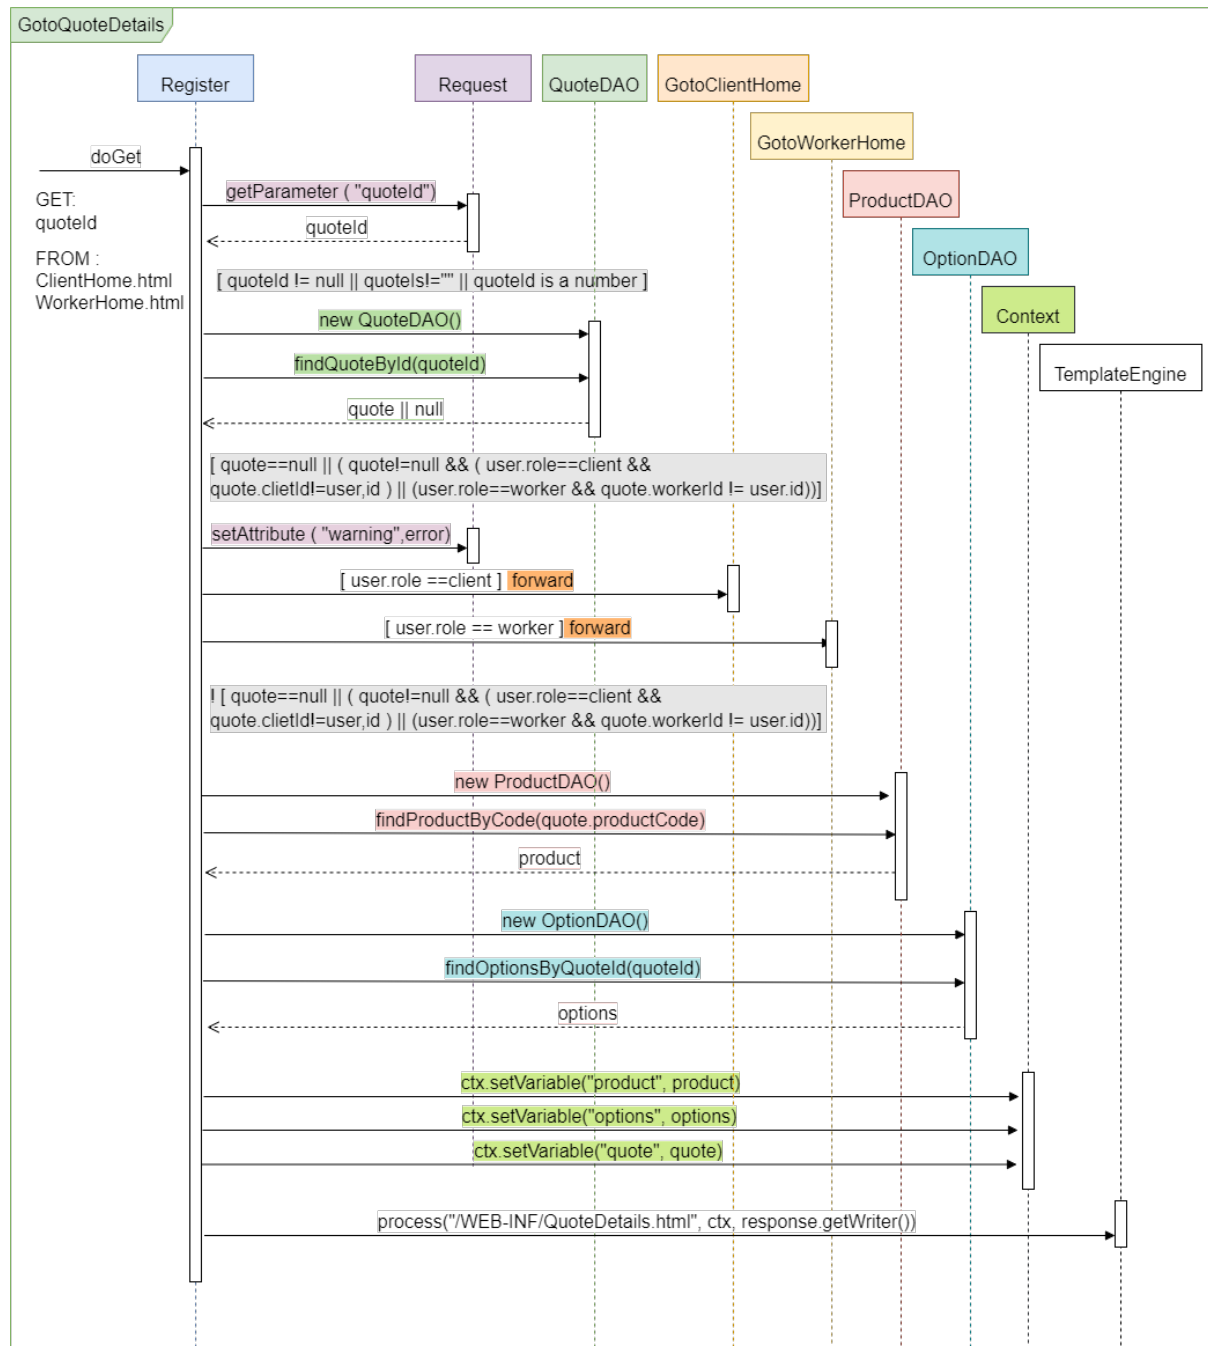 GotoQuoteDetails
Register
Request
QuoteDAO
GotoClientHome
GotoWorkerHome
ProductDAO
OptionDAO
Context
TemplateEngine
doGet
GET:
quoteId
FROM :
ClientHome.html
WorkerHome.html
getParameter ( "quoteId")
quoteId
[ quoteId != null || quoteIs!="" || quoteId is a number ]
new QuoteDAO()
findQuoteById(quoteId)
quote || null
[ quote==null || ( quote!=null && ( user.role==client &&
quote.clietId!=user,id ) || (user.role==worker && quote.workerId != user.id))]
setAttribute ( "warning",error)
[ user.role ==client ] forward
[ user.role == worker ] forward
! [ quote==null || ( quote!=null && ( user.role==client &&
quote.clietId!=user,id ) || (user.role==worker && quote.workerId != user.id))]
new ProductDAO()
findProductByCode(quote.productCode)
product
new OptionDAO()
findOptionsByQuoteId(quoteId)
options
ctx.setVariable("product", product)
ctx.setVariable("options", options)
ctx.setVariable("quote", quote)
process("/WEB-INF/QuoteDetails.html", ctx, response.getWriter())